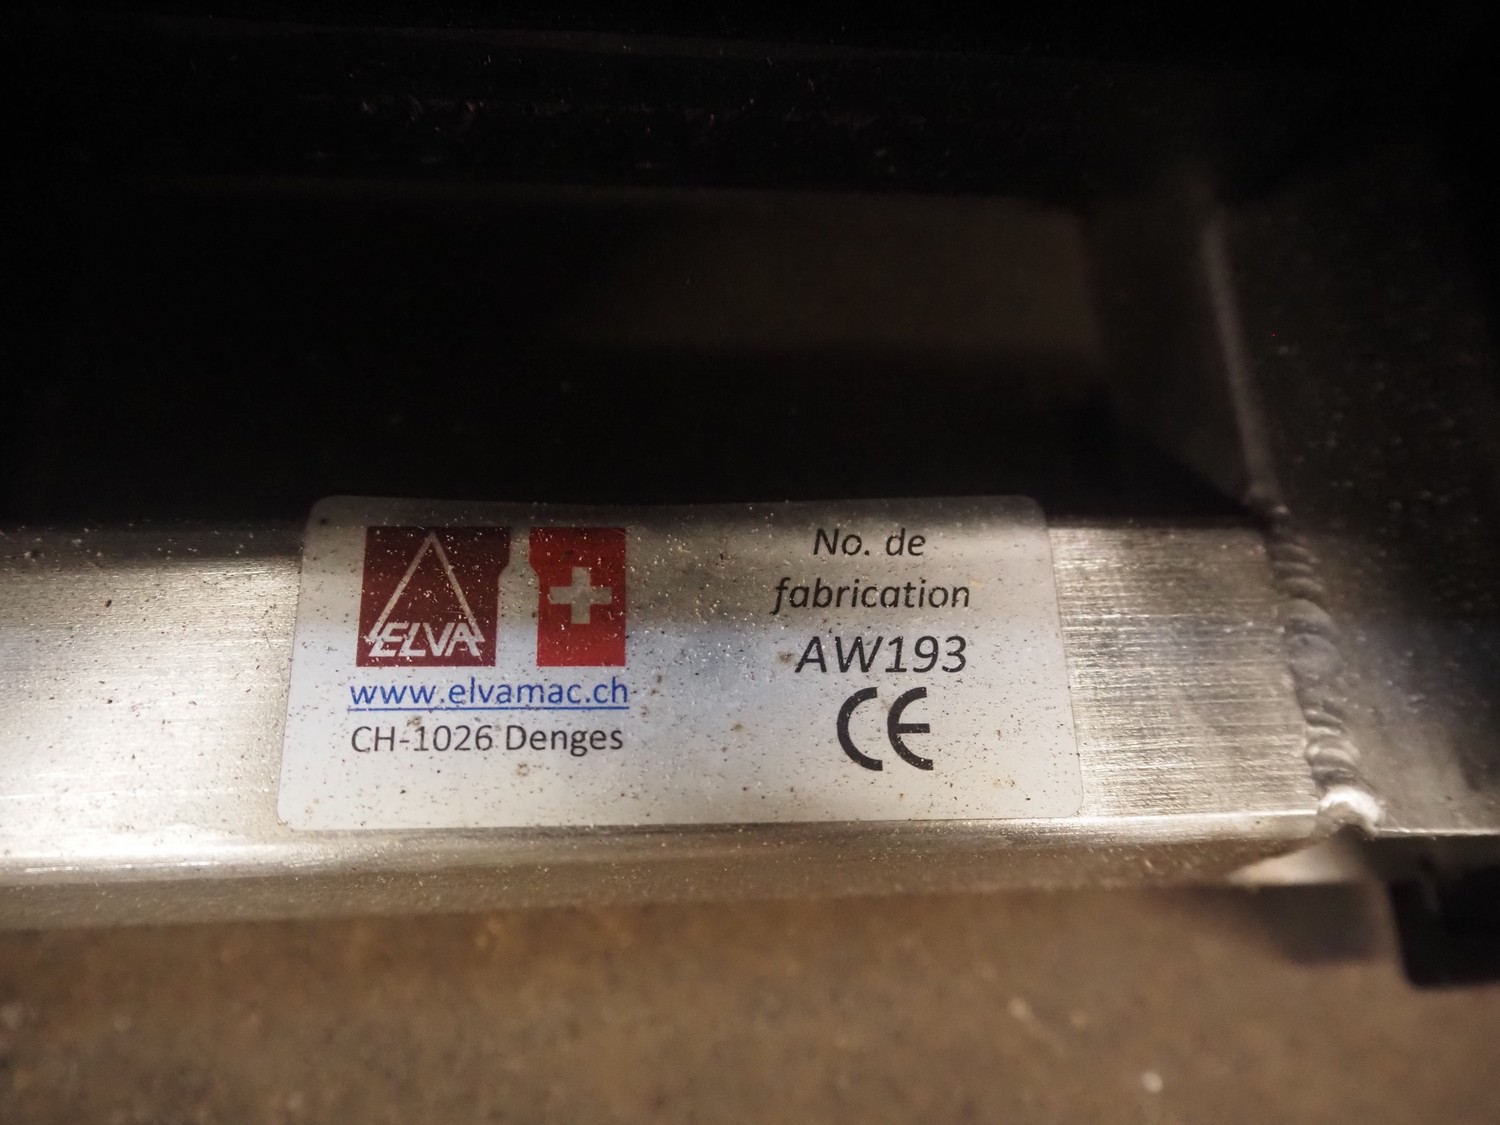 ELVA
www.elvamac.ch
CH-1026 Denges
No. de
fabrication
AW193
CE